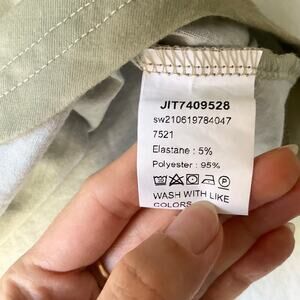 JIT7409528
sw210619784047
7521
Elastane : 5%
Polyester : 95%
WASH WITH LIKE
COLORS